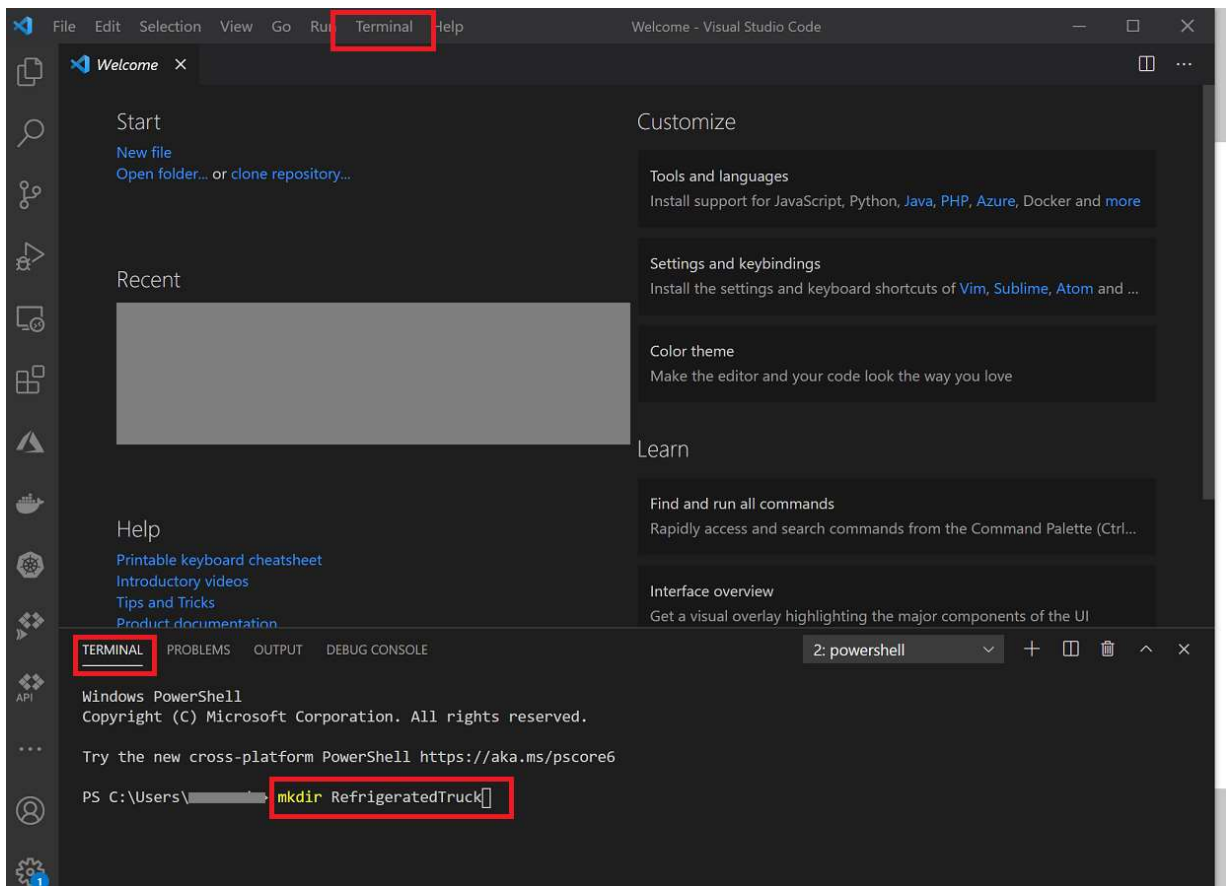 File Edit Selection View Go Run Terminal Help Welcome - Visual Studio Code
Welcome
Start
New file
Open folder... or clone repository...
Recent
Help
Printable keyboard cheatsheet
Introductory videos
Tips and Tricks
Product documentation
Customize
Tools and languages
Install support for JavaScript, Python, Java, PHP, Azure, Docker and more
Settings and keybindings
Install the settings and keyboard shortcuts of Vim, Sublime, Atom and ...
Color theme
Make the editor and your code look the way you love
Learn
Find and run all commands
Rapidly access and search commands from the Command Palette (Ctrl...
Interface overview
Get a visual overlay highlighting the major components of the UI
API
1
TERMINAL PROBLEMS OUTPUT DEBUG CONSOLE 2: powershell
Windows PowerShell
Copyright (C) Microsoft Corporation. All rights reserved.
Try the new cross-platform PowerShell https://aka.ms/pscore6
PS C:\Users\ > mkdir RefrigeratedTruck